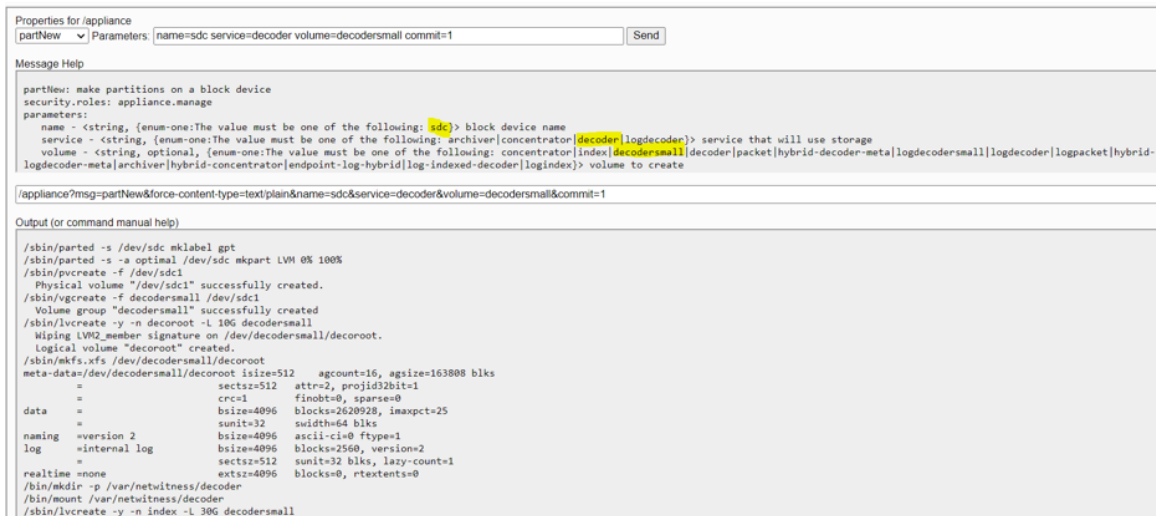 Properties for /appliance
partNew Parameters: name=sdc service=decoder volume=decodersmall commit=1 Send
Message Help
partNew: make partitions on a block device
security.roles: appliance.manage
parameters:
name - <string, {enum-one:The value must be one of the following: sdc}> block device name
service - <string, {enum-one:The value must be one of the following: archiver|concentrator|decoder|logdecoder}> service that will use storage
volume - <string, optional, {enum-one:The value must be one of the following: concentrator|index|decodersmall|decoder|packet|hybrid-decoder-meta|logdecodersmall|logdecoder|logpacket|hybrid-
logdecoder-meta|archiver|hybrid-concentrator|endpoint-log-hybrid|log-indexed-decoder|logindex}> volume to create
/appliance?msg=partNew&force-content-type=text/plain&name=sdc&service=decoder&volume=decodersmall&commit=1
Output (or command manual help)
/sbin/parted -s /dev/sdc mklabel gpt
/sbin/parted -s -a optimal /dev/sdc mkpart LVM 0% 100%
/sbin/pvcreate -f /dev/sdc1
Physical volume "/dev/sdc1" successfully created.
/sbin/vgcreate -f decodersmall /dev/sdc1
Volume group "decodersmall" successfully created
/sbin/lvcreate -y -n decoroot -L 10G decodersmall
Wiping LVM2_member signature on /dev/decodersmall/decoroot.
Logical volume "decoroot" created.
/sbin/mkfs.xfs /dev/decodersmall/decoroot
meta-data=/dev/decodersmall/decoroot isize=512 agcount=16, agsize=163808 blks
= sectsz=512 attr=2, projid32bit=1
= crc=1 finobt=0, sparse=0
data = bsize=4096 blocks=2620928, imaxpct=25
= sunit=32 swidth=64 blks
naming =version 2 bsize=4096 ascii-ci=0 ftype=1
log =internal log bsize=4096 blocks=2560, version=2
= sectsz=512 sunit=32 blks, lazy-count=1
realtime =none extsz=4096 blocks=0, rtextents=0
/bin/mkdir -p /var/netwitness/decoder
/bin/mount /var/netwitness/decoder
/sbin/lvcreate -y -n index -L 30G decodersmall